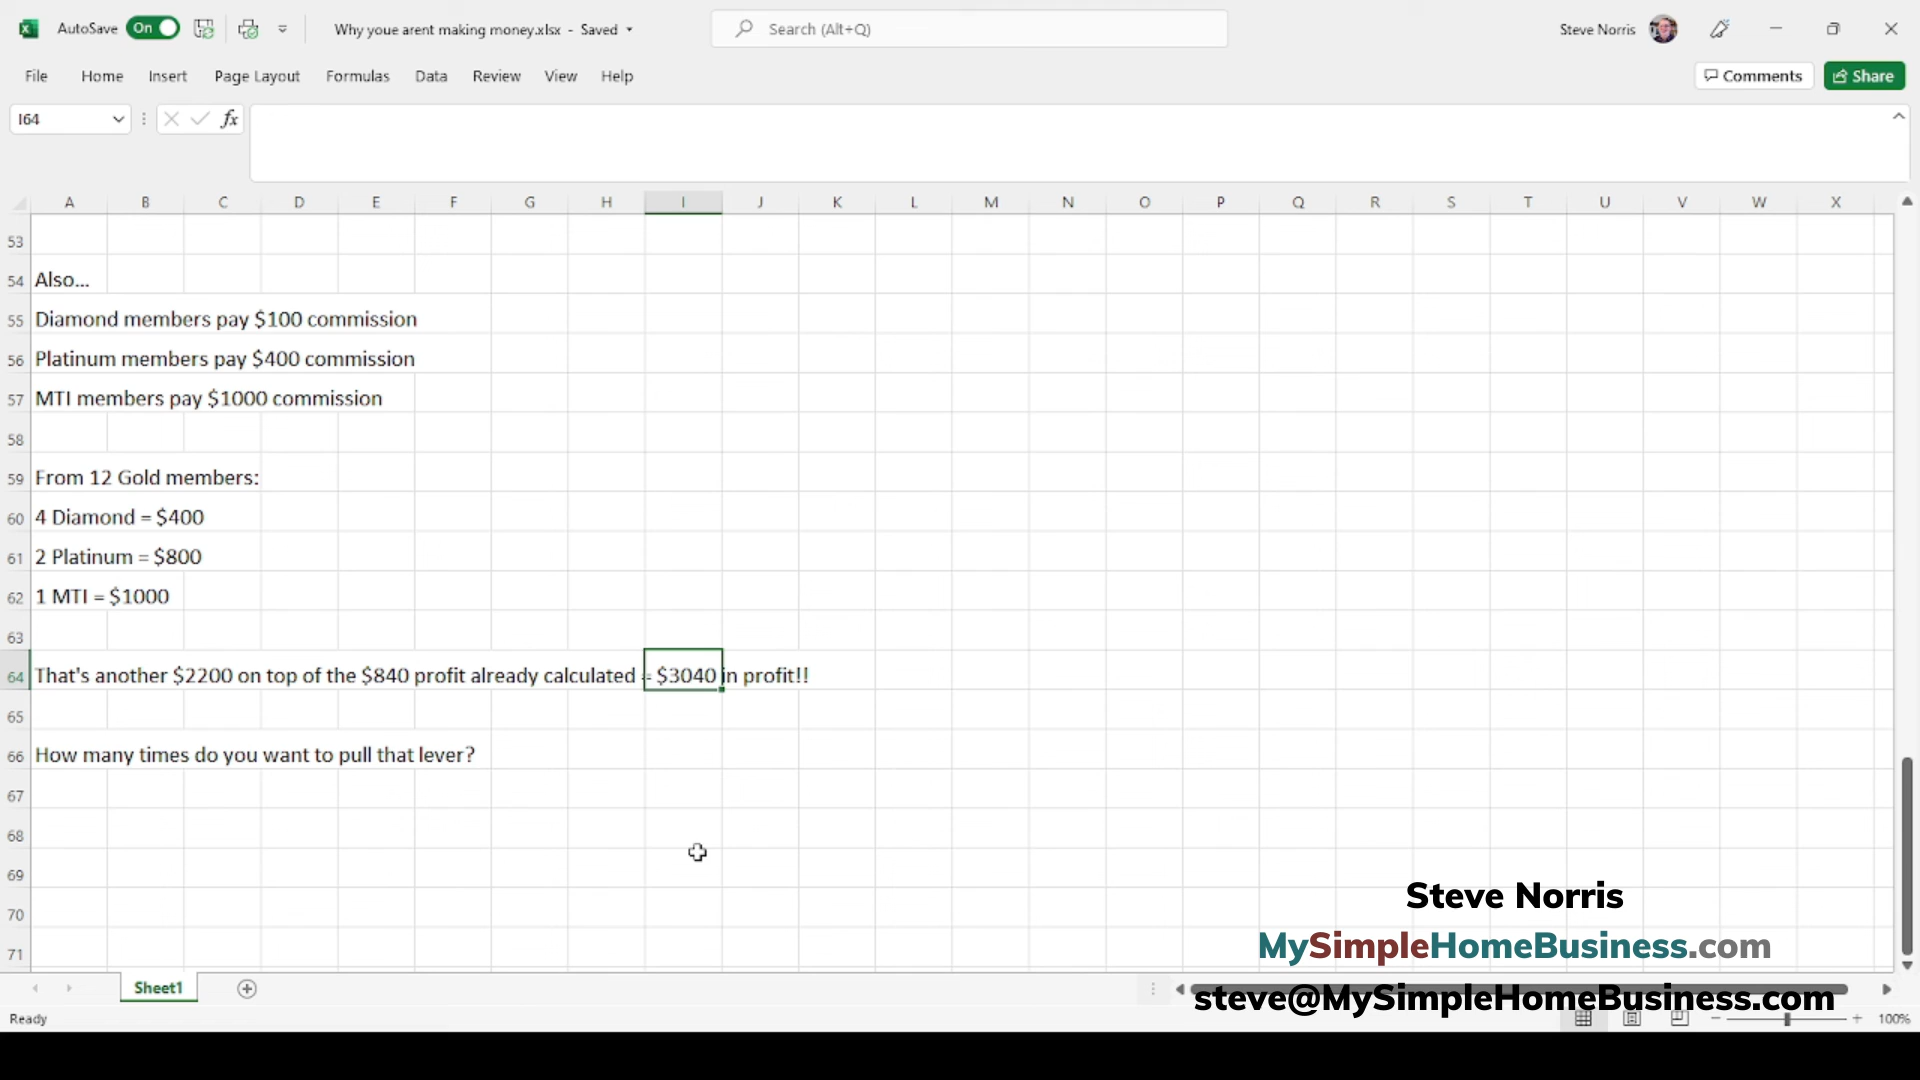 AutoSave On Why youe arent making money.xlsx - Saved Search (Alt+Q) Steve Norris
File Home Insert Page Layout Formulas Data Review View Help Comments Share
I64 fx
A B C D E F G H I J K L M N O P Q R S T U V W X
53
54 Also...
55 Diamond members pay $100 commission
56 Platinum members pay $400 commission
57 MTI members pay $1000 commission
58
59 From 12 Gold members:
60 4 Diamond = $400
61 2 Platinum = $800
62 1 MTI = $1000
63
64 That's another $2200 on top of the $840 profit already calculated = $3040 in profit!!
65
66 How many times do you want to pull that lever?
67
68
69
70
71
Steve Norris
MySimpleHomeBusiness.com
steve@MySimpleHomeBusiness.com
Sheet1
Ready 100%